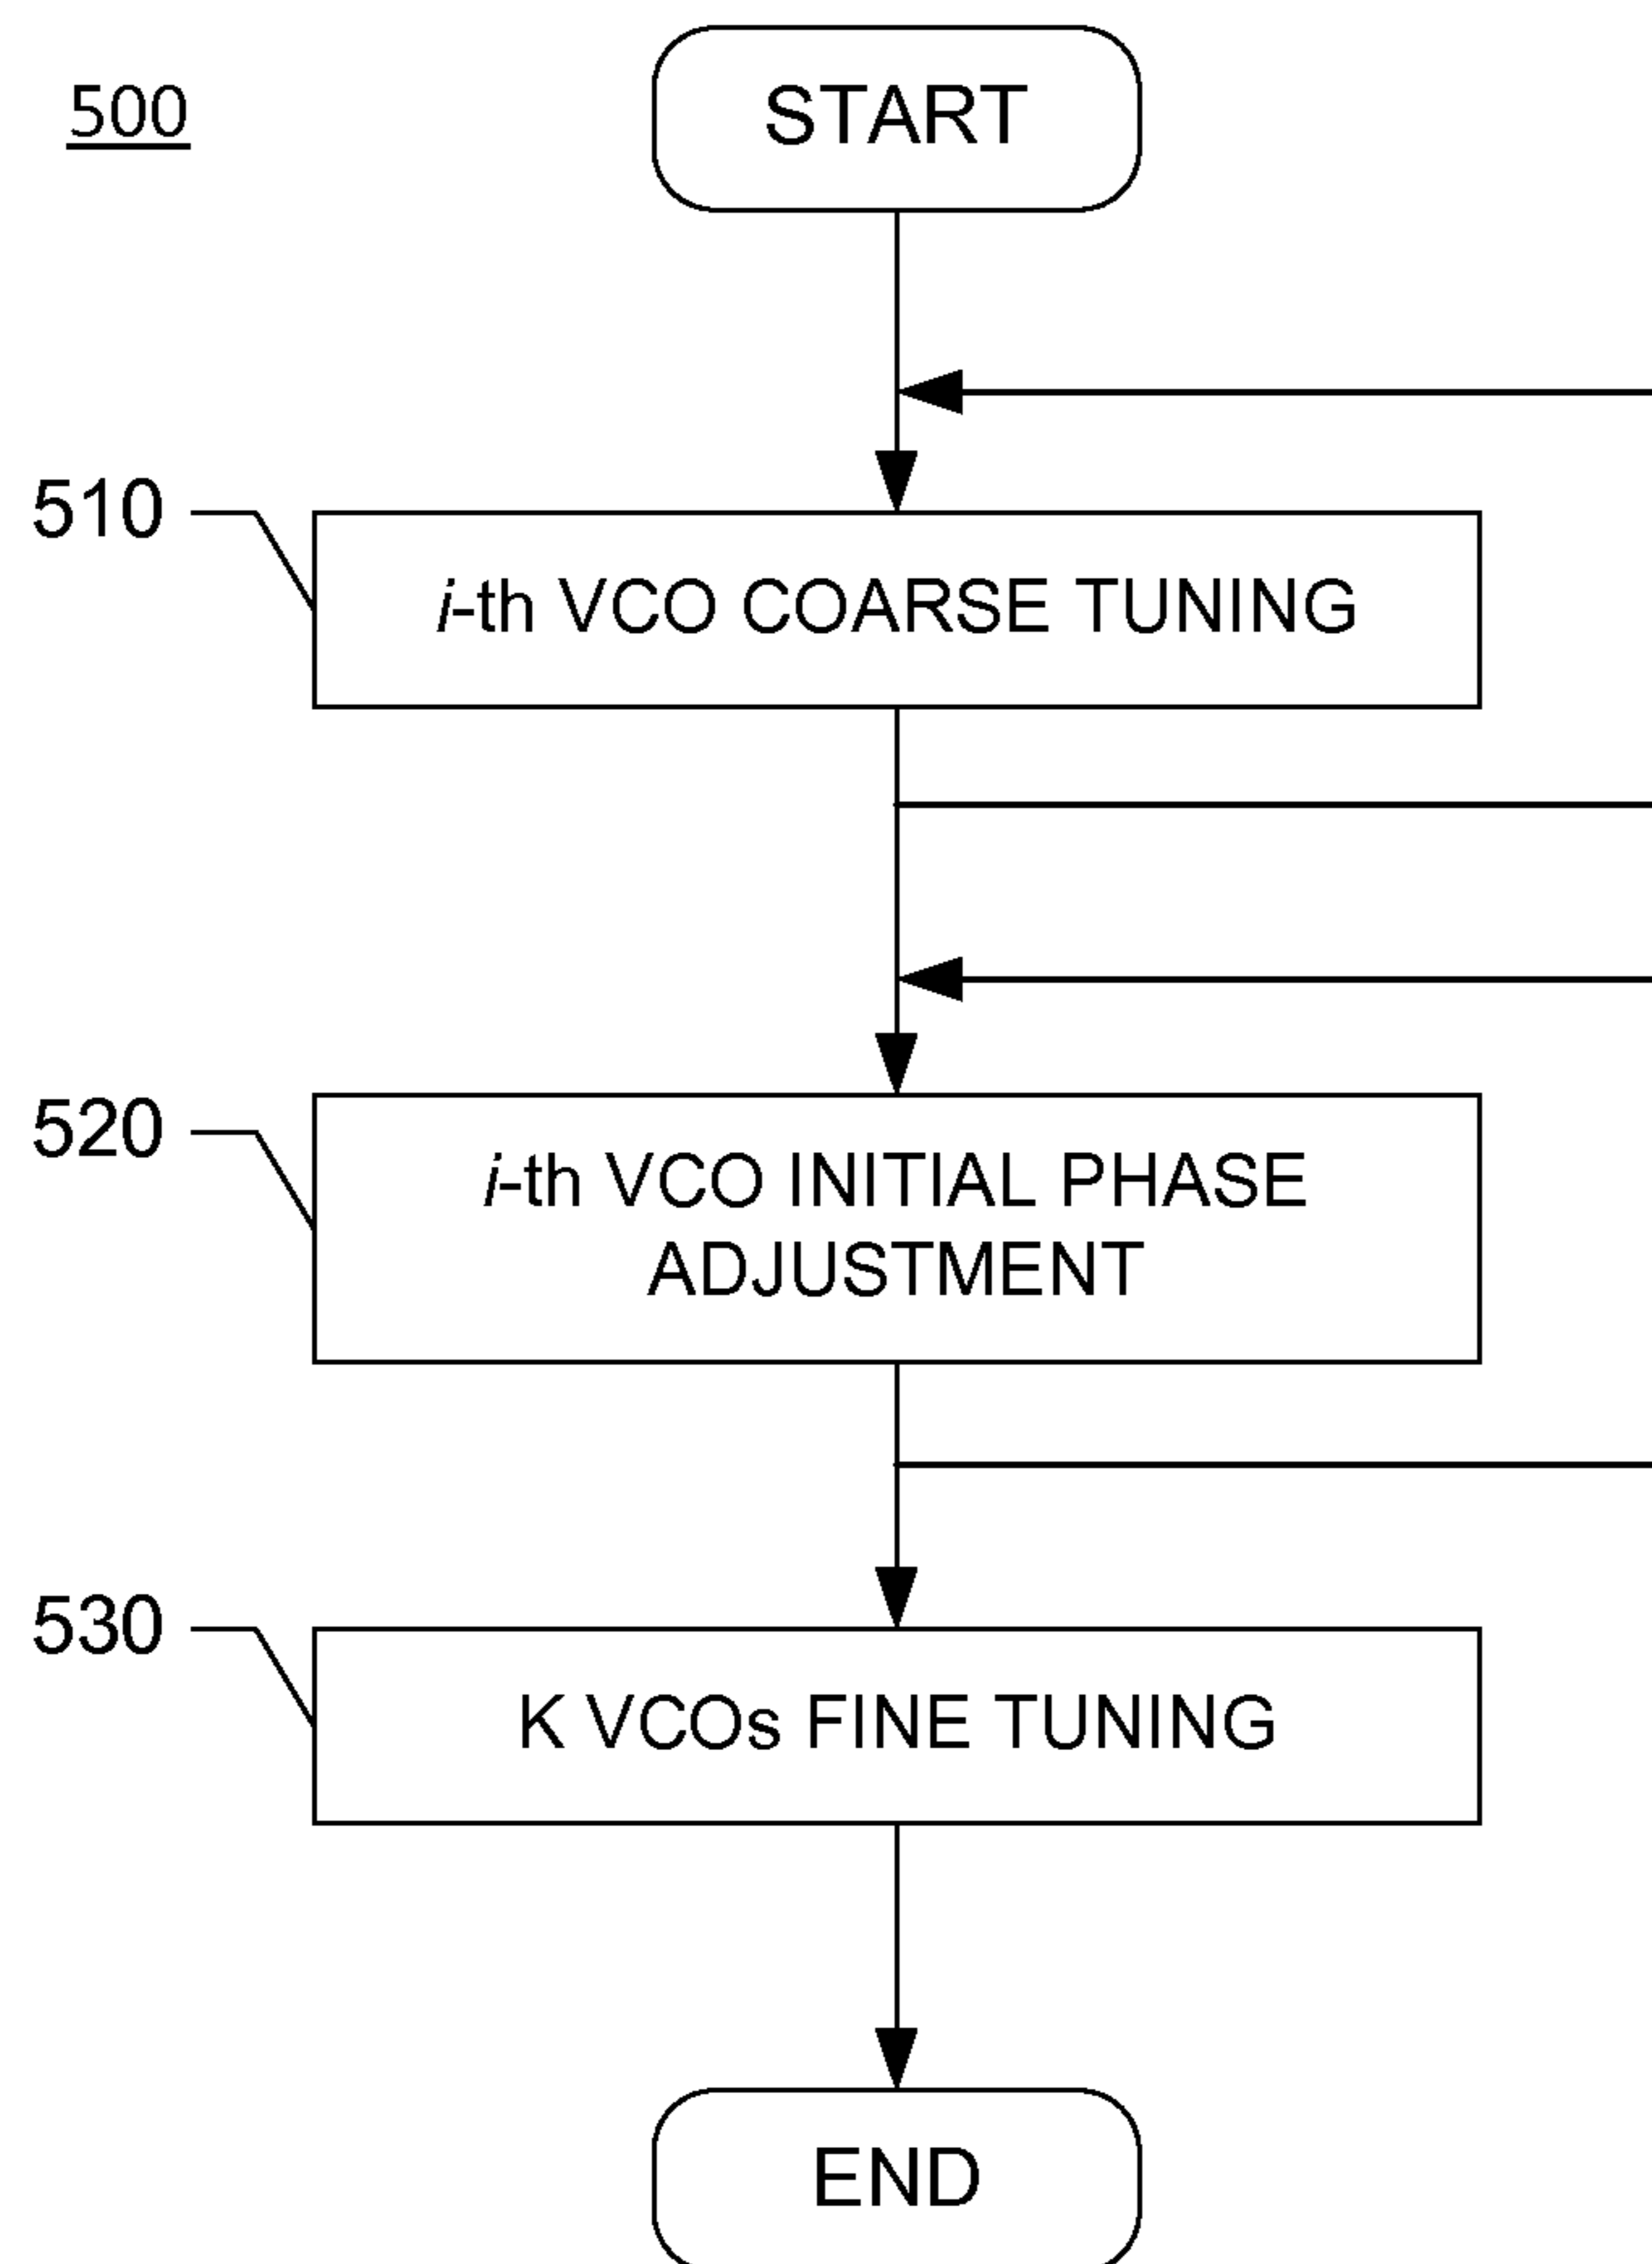 500
START
510
i-th VCO COARSE TUNING
520
i-th VCO INITIAL PHASE
ADJUSTMENT
530
K VCOs FINE TUNING
END